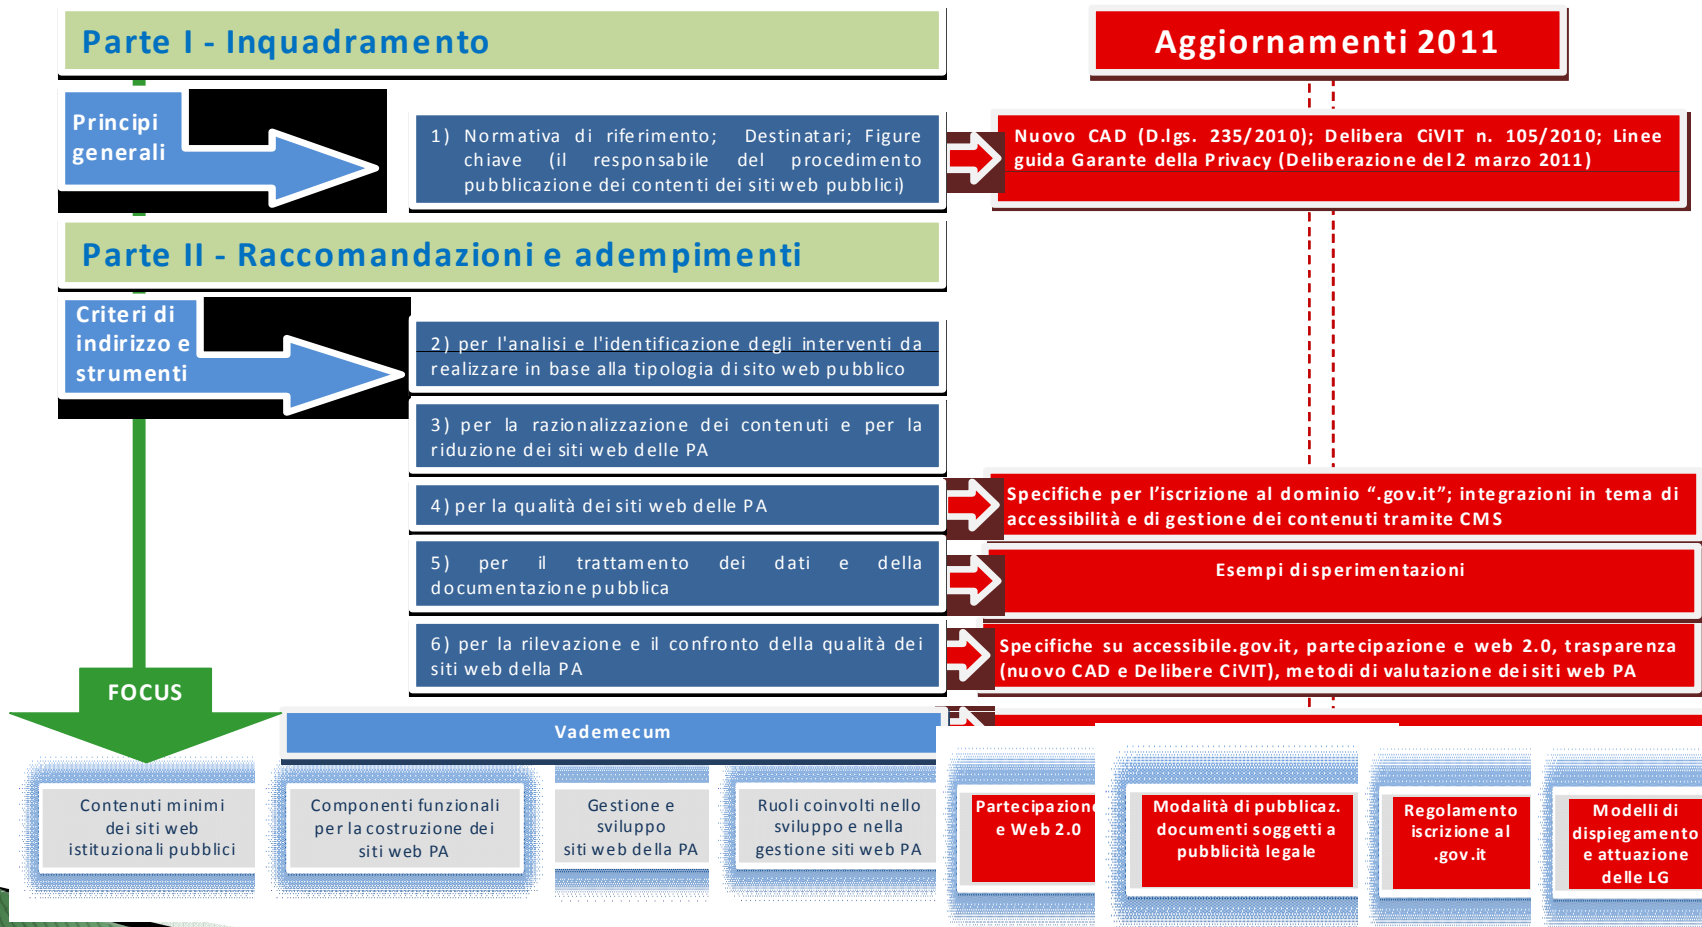 Parte I - Inquadramento
Aggiornamenti 2011
Principi
generali
1) Normativa di riferimento; Destinatari; Figure
chiave (il responsabile del procedimento
pubblicazione dei contenti dei siti web pubblici)
Nuovo CAD (D.lgs. 235/2010); Delibera CiVIT n. 105/2010; Linee
guida Garante della Privacy (Deliberazione del 2 marzo 2011)
Parte II - Raccomandazioni e adempimenti
Criteri di
indirizzo e
strumenti
2) per l'analisi e l'identificazione degli interventi da
realizzare in base alla tipologia di sito web pubblico
3) per la razionalizzazione dei contenuti e per la
riduzione dei siti web delle PA
4) per la qualità dei siti web delle PA
Specifiche per l’iscrizione al dominio “.gov.it”; integrazioni in tema di
accessibilità e di gestione dei contenuti tramite CMS
5) per il trattamento dei dati e della
documentazione pubblica
Esempi di sperimentazioni
6) per la rilevazione e il confronto della qualità dei
siti web della PA
Specifiche su accessibile.gov.it, partecipazione e web 2.0, trasparenza
(nuovo CAD e Delibere CiVIT), metodi di valutazione dei siti web PA
FOCUS
Vademecum
Contenuti minimi
dei siti web
istituzionali pubblici
Componenti funzionali
per la costruzione dei
siti web PA
Gestione e
sviluppo
siti web della PA
Ruoli coinvolti nello
sviluppo e nella
gestione siti web PA
Partecipazione
e Web 2.0
Modalità di pubblicaz.
documenti soggetti a
pubblicità legale
Regolamento
iscrizione al
.gov.it
Modelli di
dispiegamento
e attuazione
delle LG